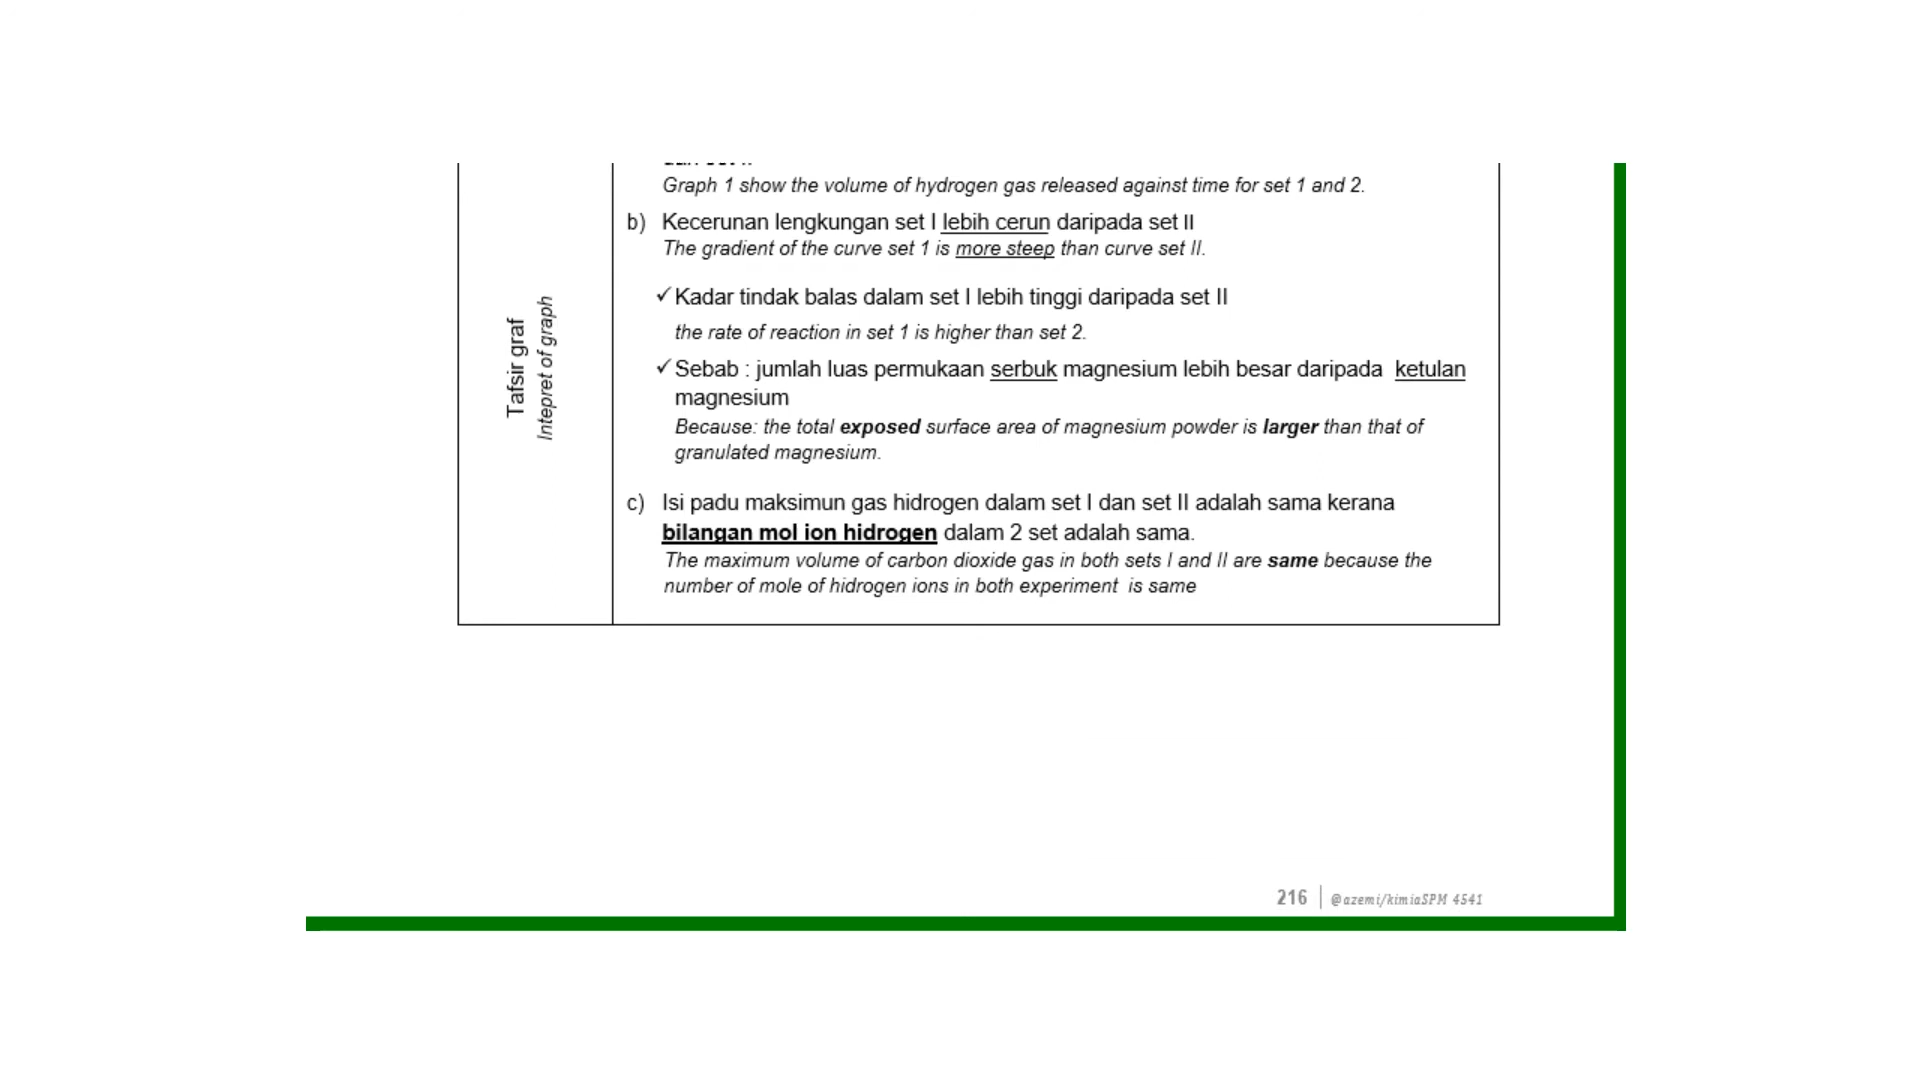 Graph 1 show the volume of hydrogen gas released against time for set 1 and 2.
b) Kecerunan lengkungan set I lebih cerun daripada set II
The gradient of the curve set 1 is more steep than curve set II.
✓Kadar tindak balas dalam set I lebih tinggi daripada set II
the rate of reaction in set 1 is higher than set 2.
✓Sebab : jumlah luas permukaan serbuk magnesium lebih besar daripada ketulan
magnesium
Because: the total exposed surface area of magnesium powder is larger than that of
granulated magnesium.
c) Isi padu maksimun gas hidrogen dalam set I dan set II adalah sama kerana
bilangan mol ion hidrogen dalam 2 set adalah sama.
The maximum volume of carbon dioxide gas in both sets I and II are same because the
number of mole of hidrogen ions in both experiment is same
Tafsir graf
Intepret of graph
216 | @azemi/kimiaSPM 4541